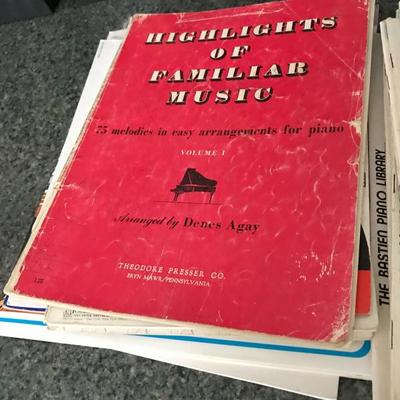 HIGHLIGHTS
OF
FAMILIAR
MUSIC
75 melodies in easy arrangements for piano
VOLUME I
Arranged by Denes Agay
THEODORE PRESSER CO.
BRYN MAWR/PENNSYLVANIA
THE BASTIEN PIANO LIBRARY